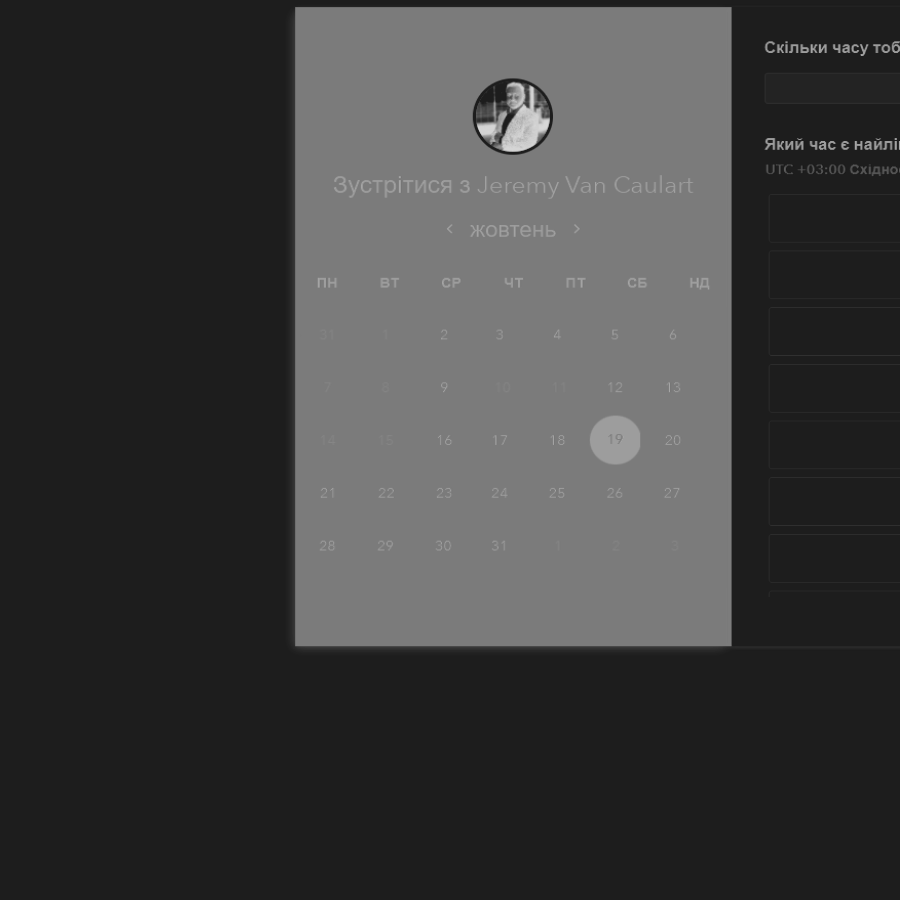 Зустрітися з Jeremy Van Caulart
< жовтень >
ПН ВТ СР ЧТ ПТ СБ НД
31 1 2 3 4 5 6
7 8 9 10 11 12 13
14 15 16 17 18 19 20
21 22 23 24 25 26 27
28 29 30 31 1 2 3
Скільки часу тоб
Який час є найлі
UTC +03:00 Східно